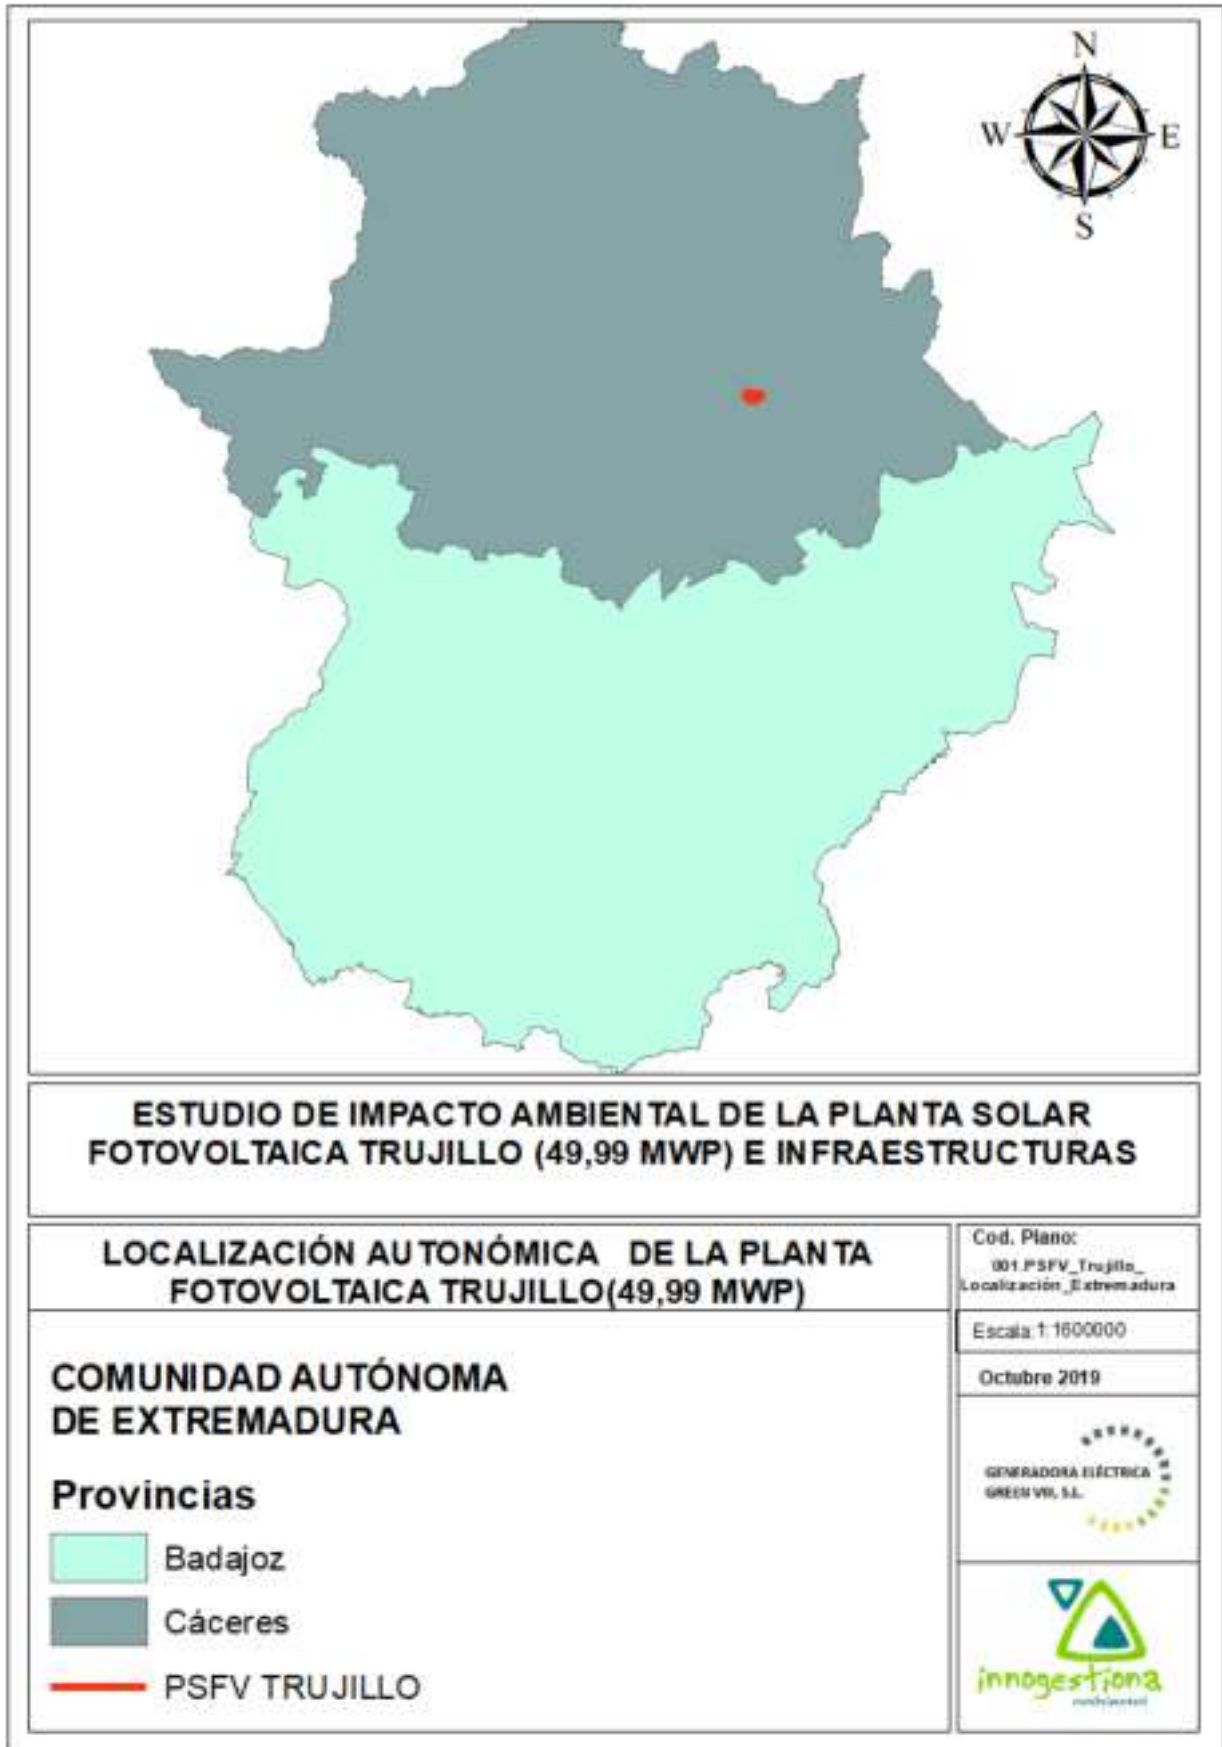 N
W E
S
ESTUDIO DE IMPACTO AMBIENTAL DE LA PLANTA SOLAR
FOTOVOLTAICA TRUJILLO (49,99 MWP) E INFRAESTRUCTURAS
LOCALIZACIÓN AUTONÓMICA DE LA PLANTA
FOTOVOLTAICA TRUJILLO(49,99 MWP)
Cod. Plano:
001.PSFV_Trujillo_
Localización_Extremadura
Escala:1:1600000
Octubre 2019
COMUNIDAD AUTÓNOMA
DE EXTREMADURA
Provincias
Badajoz
Cáceres
PSFV TRUJILLO
GENERADORA ELÉCTRICA
GREEN S.L.
innogestiona